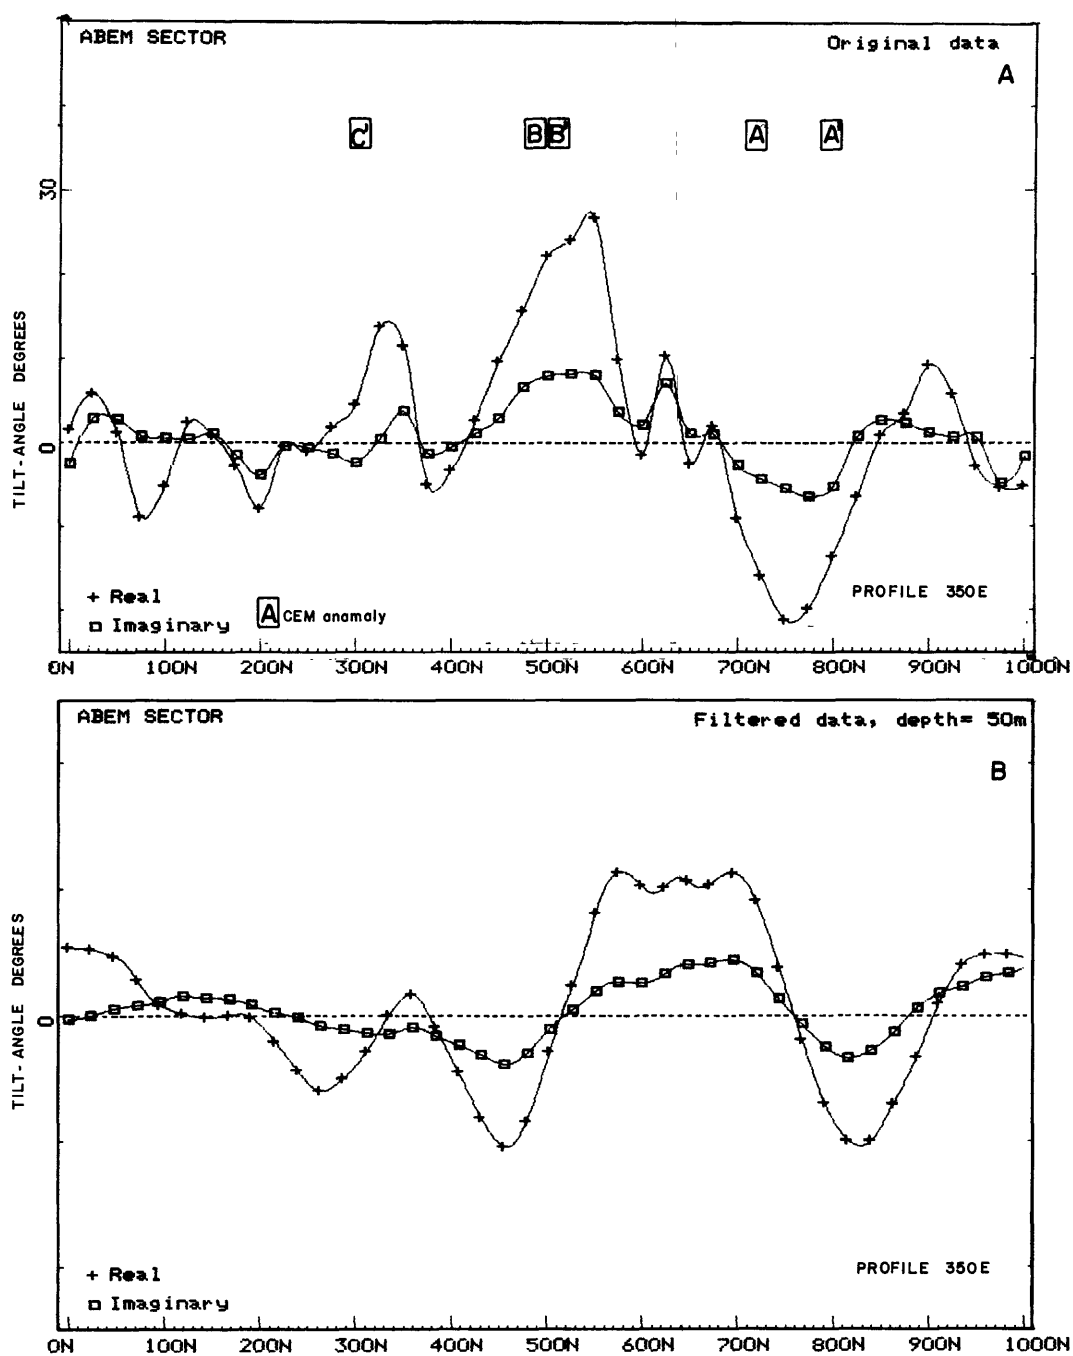 ABEM SECTOR
Original data
A
C' B B' A A'
30
0
TILT-ANGLE DEGREES
+ Real
□ Imaginary
A CEM anamaly
PROFILE 350E
0N 100N 200N 300N 400N 500N 600N 700N 800N 900N 1000N
ABEM SECTOR
Filtered data, depth= 50m
B
0
TILT-ANGLE DEGREES
+ Real
□ Imaginary
PROFILE 350E
0N 100N 200N 300N 400N 500N 600N 700N 800N 900N 1000N